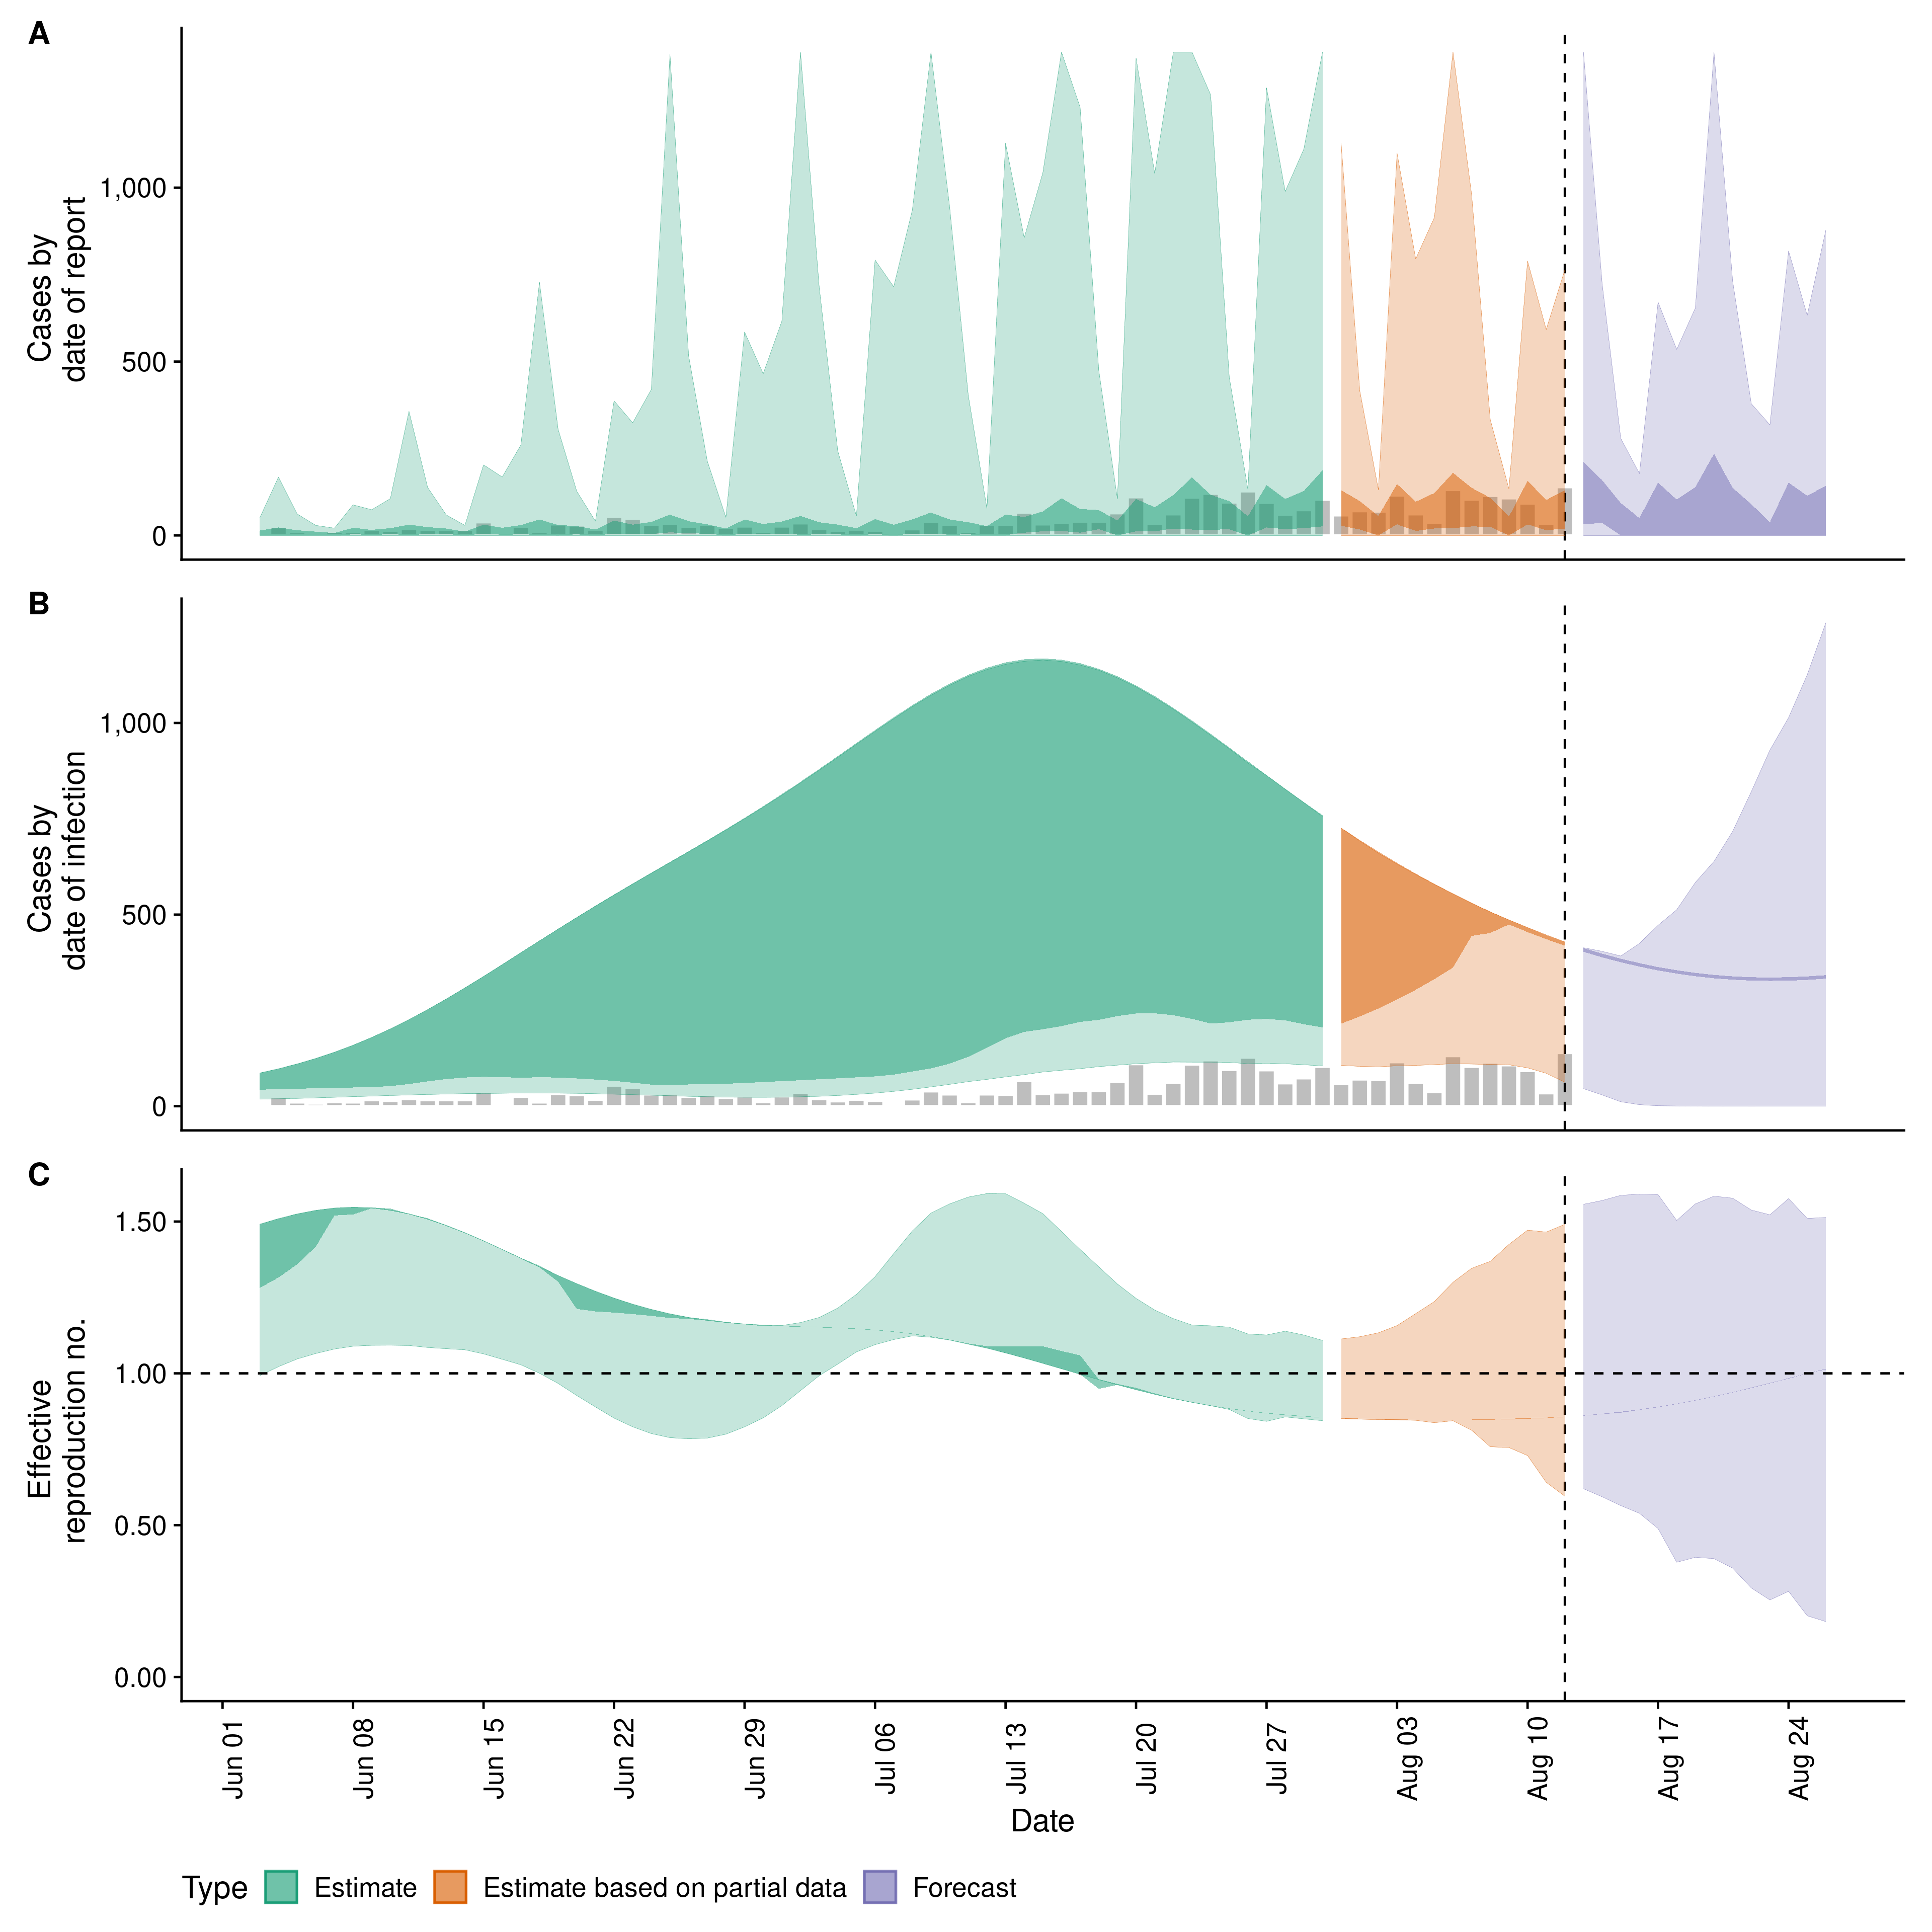 A
Cases by
date of report
1,000
500
0
B
Cases by
date of infection
1,000
500
0
C
Effective
reproduction no.
1.50
1.00
0.50
0.00
Jun 01
Jun 08
Jun 15
Jun 22
Jun 29
Jul 06
Jul 13
Jul 20
Jul 27
Aug 03
Aug 10
Aug 17
Aug 24
Date
Type Estimate Estimate based on partial data Forecast